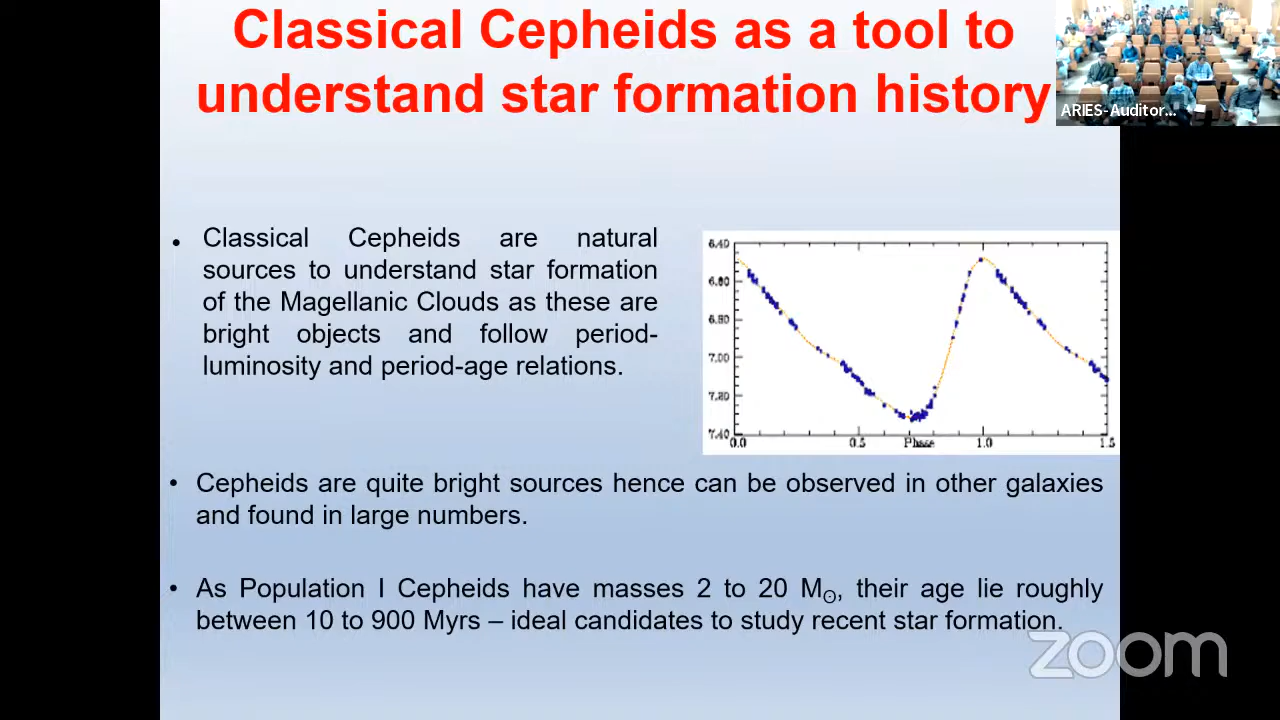 Classical Cepheids as a tool to
understand star formation history
ARIES-Auditor...
• Classical Cepheids are natural
sources to understand star formation
of the Magellanic Clouds as these are
bright objects and follow period-
luminosity and period-age relations.
6.40
6.60
6.80
7.00
7.20
7.40
0.0 0.5 Phase 1.0 1.5
• Cepheids are quite bright sources hence can be observed in other galaxies
and found in large numbers.
• As Population I Cepheids have masses 2 to 20 M☉, their age lie roughly
between 10 to 900 Myrs – ideal candidates to study recent star formation.
zoom